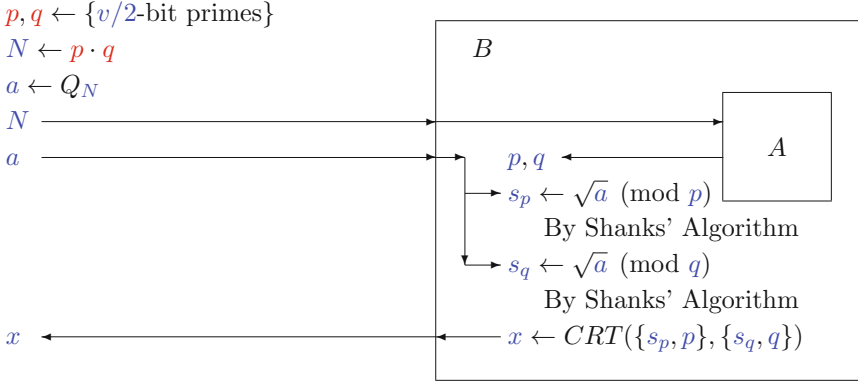 p, q ← {v/2-bit primes}
N ← p · q
B
a ← Q_N
N
A
a
p, q
s_p ← √a (mod p)
By Shanks' Algorithm
s_q ← √a (mod q)
By Shanks' Algorithm
x
x ← CRT({s_p, p}, {s_q, q})